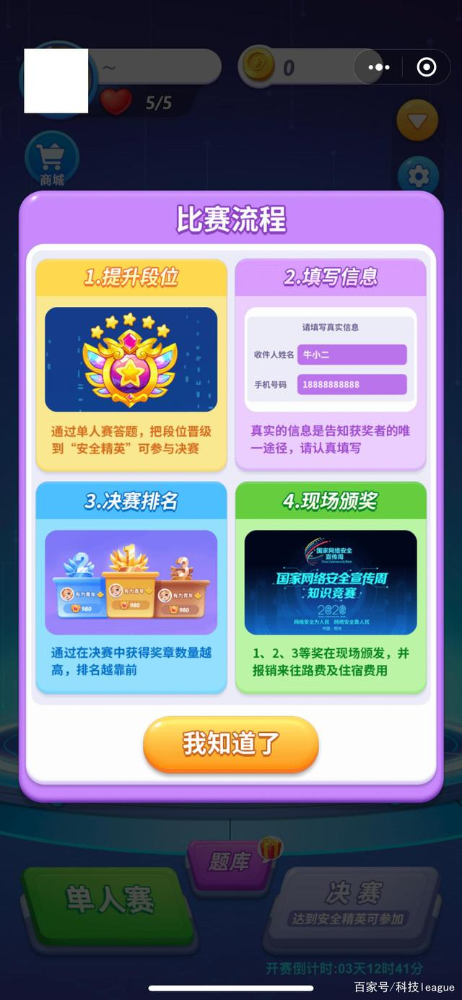 ～
0
5/5
商城
比赛流程
1.提升段位
2.填写信息
请填写真实信息
收件人姓名 牛小二
手机号码 18888888888
通过单人赛答题，把段位晋级
到“安全精英”可参与决赛
真实的信息是告知获奖者的唯
一途径，请认真填写
3.决赛排名
4.现场颁奖
2
1
3
有为青年
有为青年
有为青年
980
980
980
国家网络安全
宣传周
国家网络安全宣传周
知识竞赛
2020
网络安全为人民 网络安全靠人民
中国·郑州
通过在决赛中获得奖章数量越
高，排名越靠前
1、2、3等奖在现场颁发，并
报销来往路费及住宿费用
我知道了
题库
单人赛
决赛
达到安全精英可参加
开赛倒计时:03天12时41分
百家号/科技league